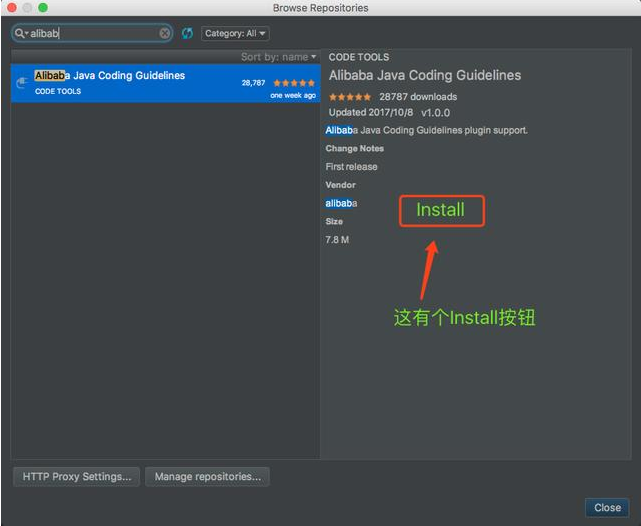 Browse Repositories
alibab
Category: All
Sort by: name
Alibaba Java Coding Guidelines
CODE TOOLS
28,787
one week ago
CODE TOOLS
Alibaba Java Coding Guidelines
28787 downloads
Updated 2017/10/8 v1.0.0
Alibaba Java Coding Guidelines plugin support.
Change Notes
First release
Vendor
alibaba
Size
7.8 M
Install
这有个Install按钮
HTTP Proxy Settings...
Manage repositories...
Close